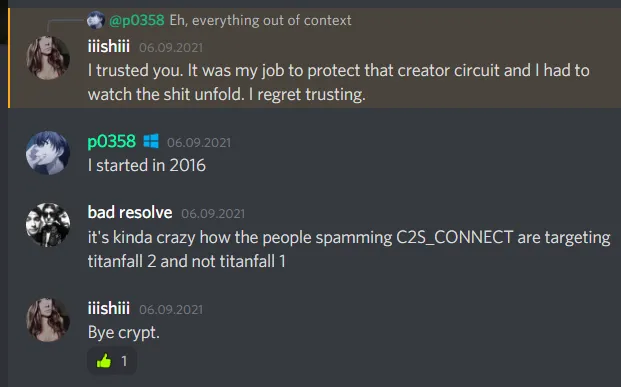 @p0358 Eh, everything out of context
iiishiii 06.09.2021
I trusted you. It was my job to protect that creator circuit and I had to
watch the shit unfold. I regret trusting.
p0358 06.09.2021
I started in 2016
bad resolve 06.09.2021
it's kinda crazy how the people spamming C2S_CONNECT are targeting
titanfall 2 and not titanfall 1
iiishiii 06.09.2021
Bye crypt.
1